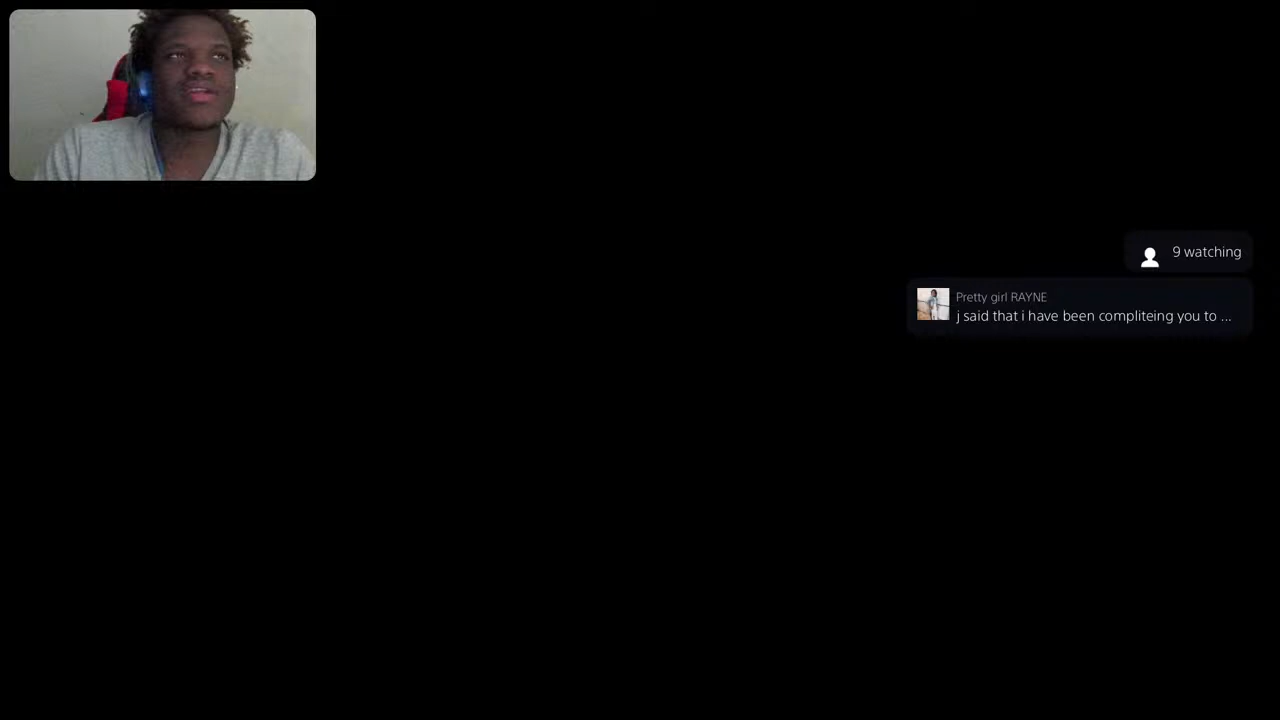 9 watching
Pretty girl RAYNE
j said that i have been compliteing you to ...